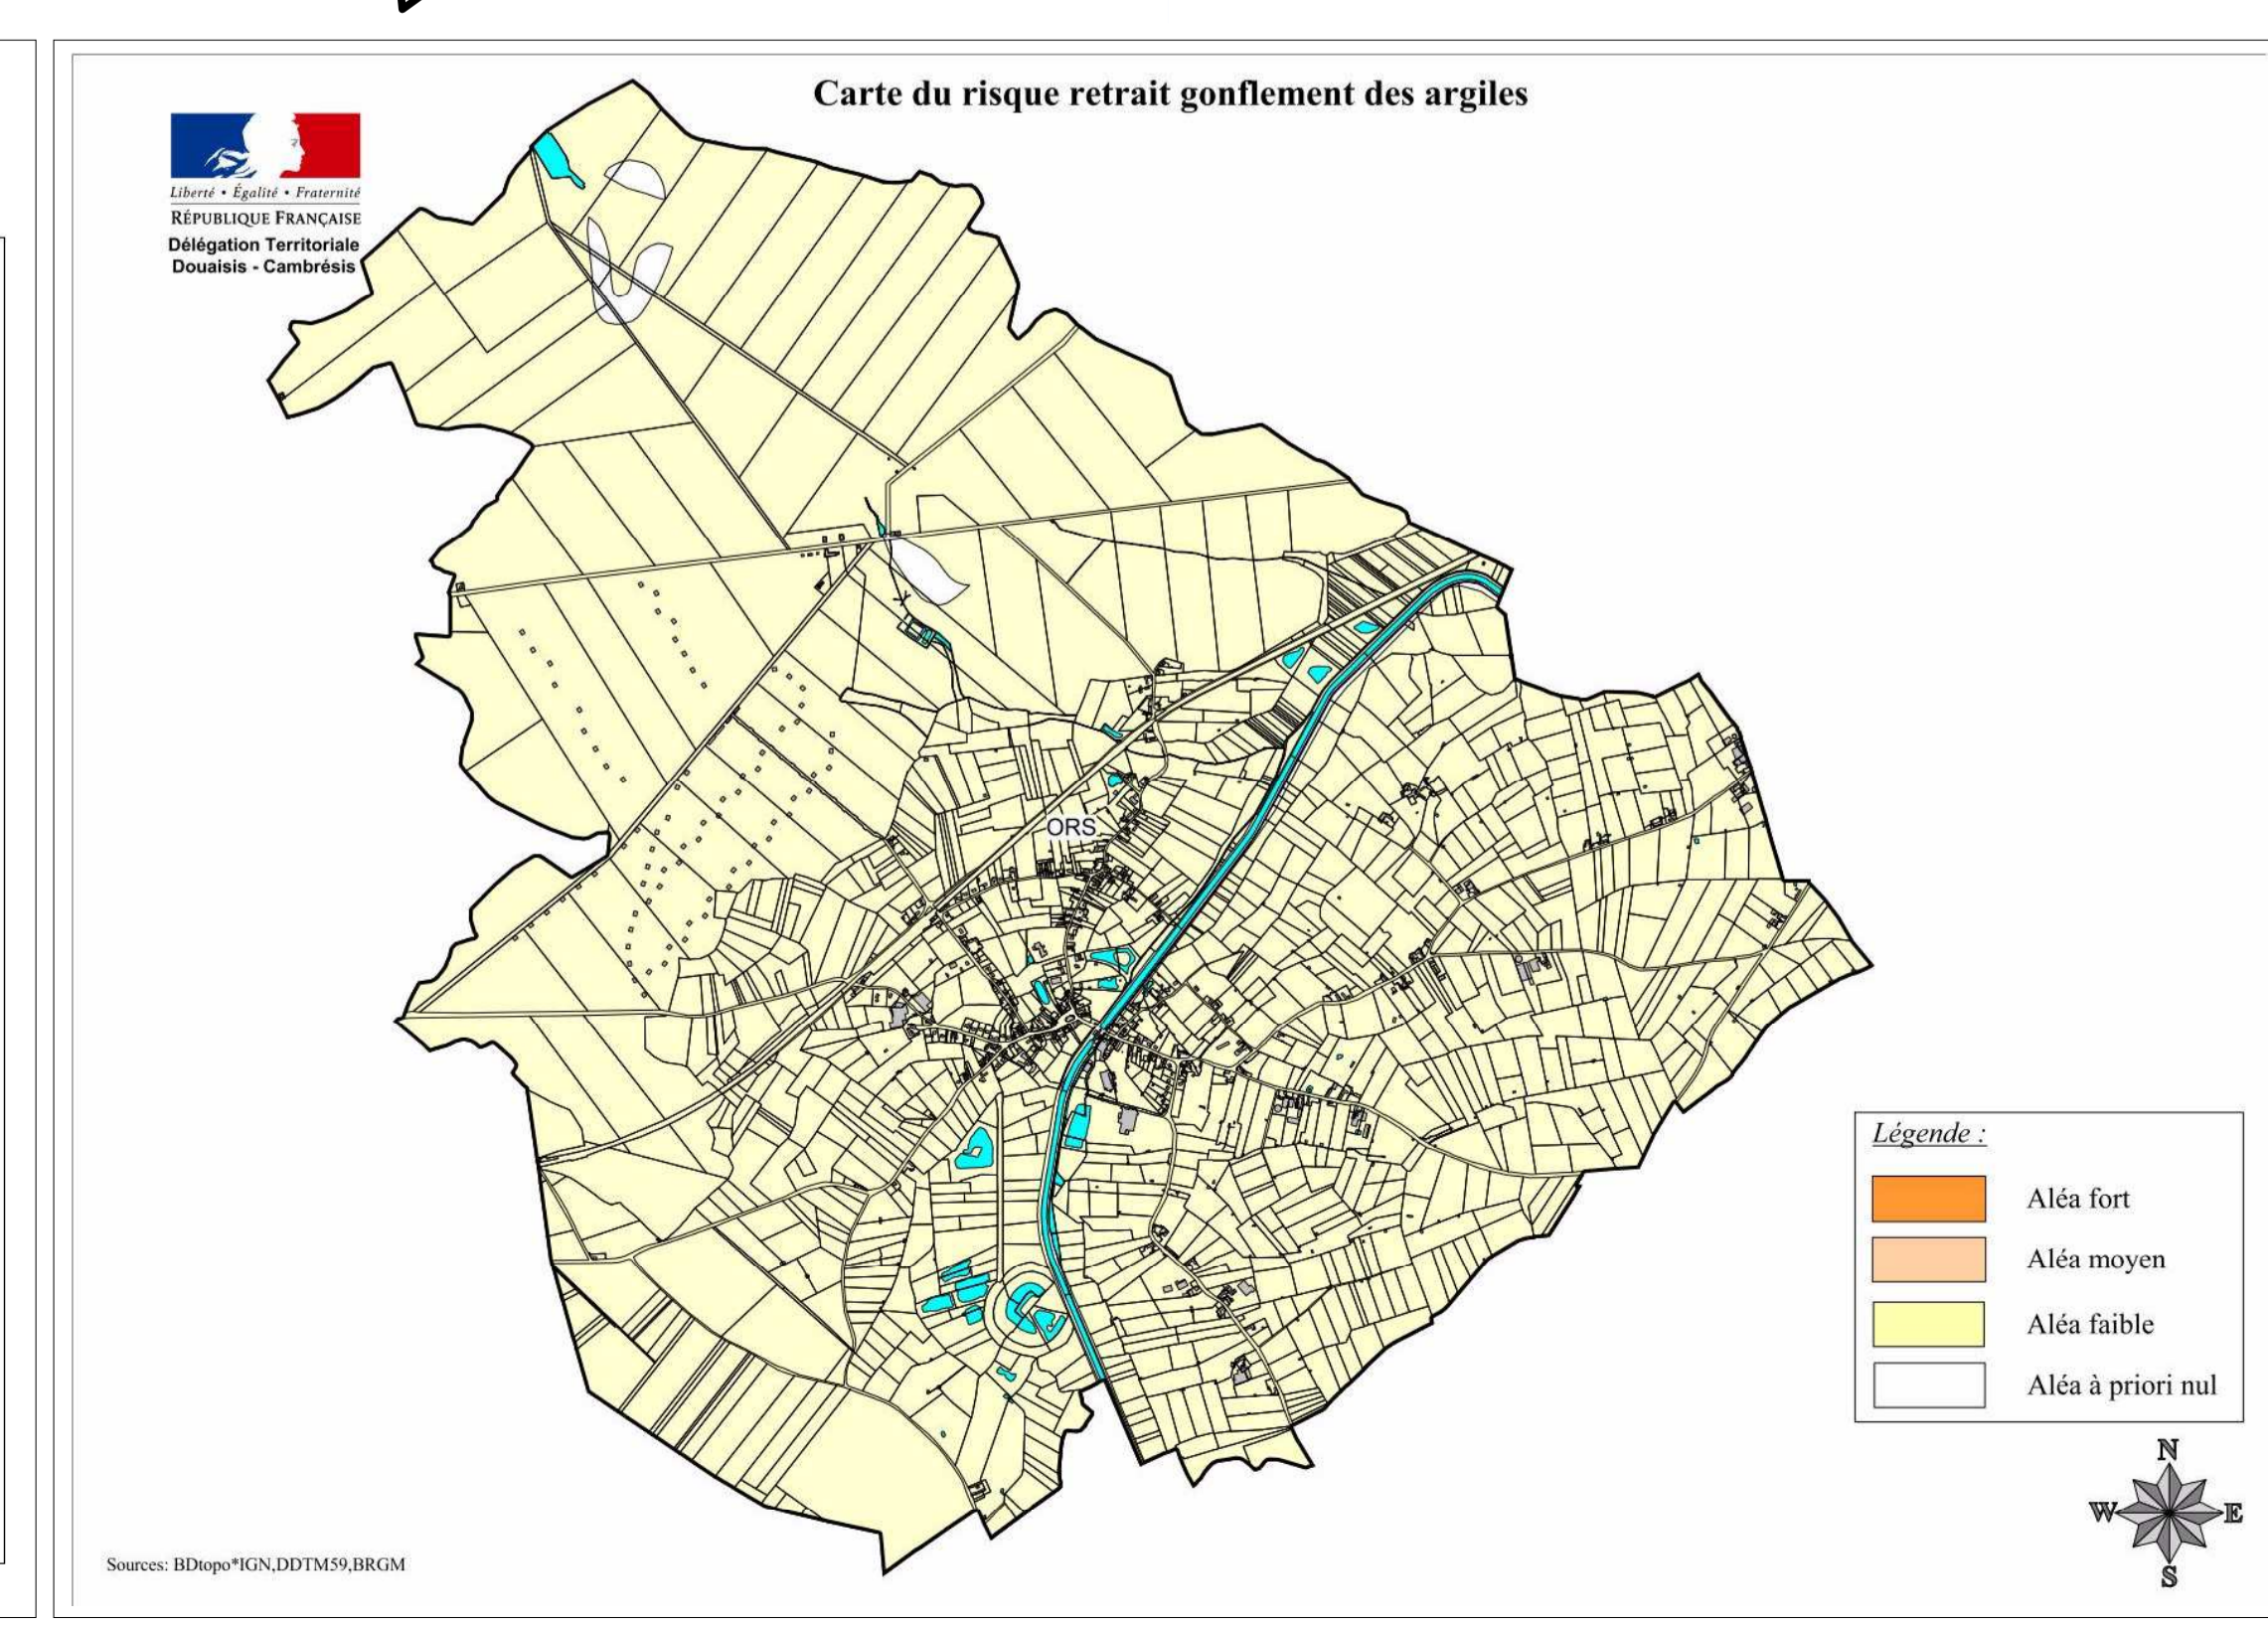 Carte du risque retrait gonflement des argiles
Liberté • Égalité • Fraternité
RÉPUBLIQUE FRANÇAISE
Délégation Territoriale
Douaisis - Cambrésis
ORS
Légende :
Aléa fort
Aléa moyen
Aléa faible
Aléa à priori nul
N
W
E
S
Sources: BDtopo*IGN,DDTM59,BRGM